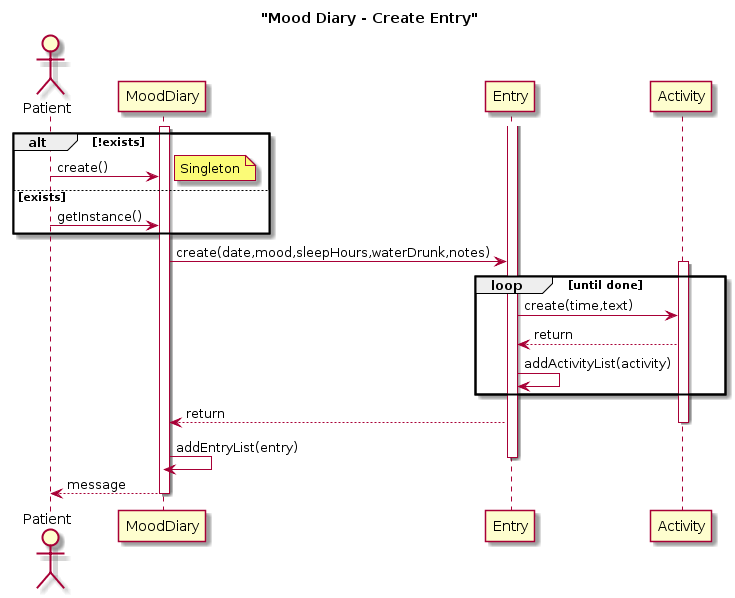 "Mood Diary - Create Entry"
Patient
MoodDiary
Entry
Activity
alt [!exists]
create()
Singleton
[exists]
getInstance()
create(date,mood,sleepHours,waterDrunk,notes)
loop [until done]
create(time,text)
return
addActivityList(activity)
return
addEntryList(entry)
message
Patient
MoodDiary
Entry
Activity